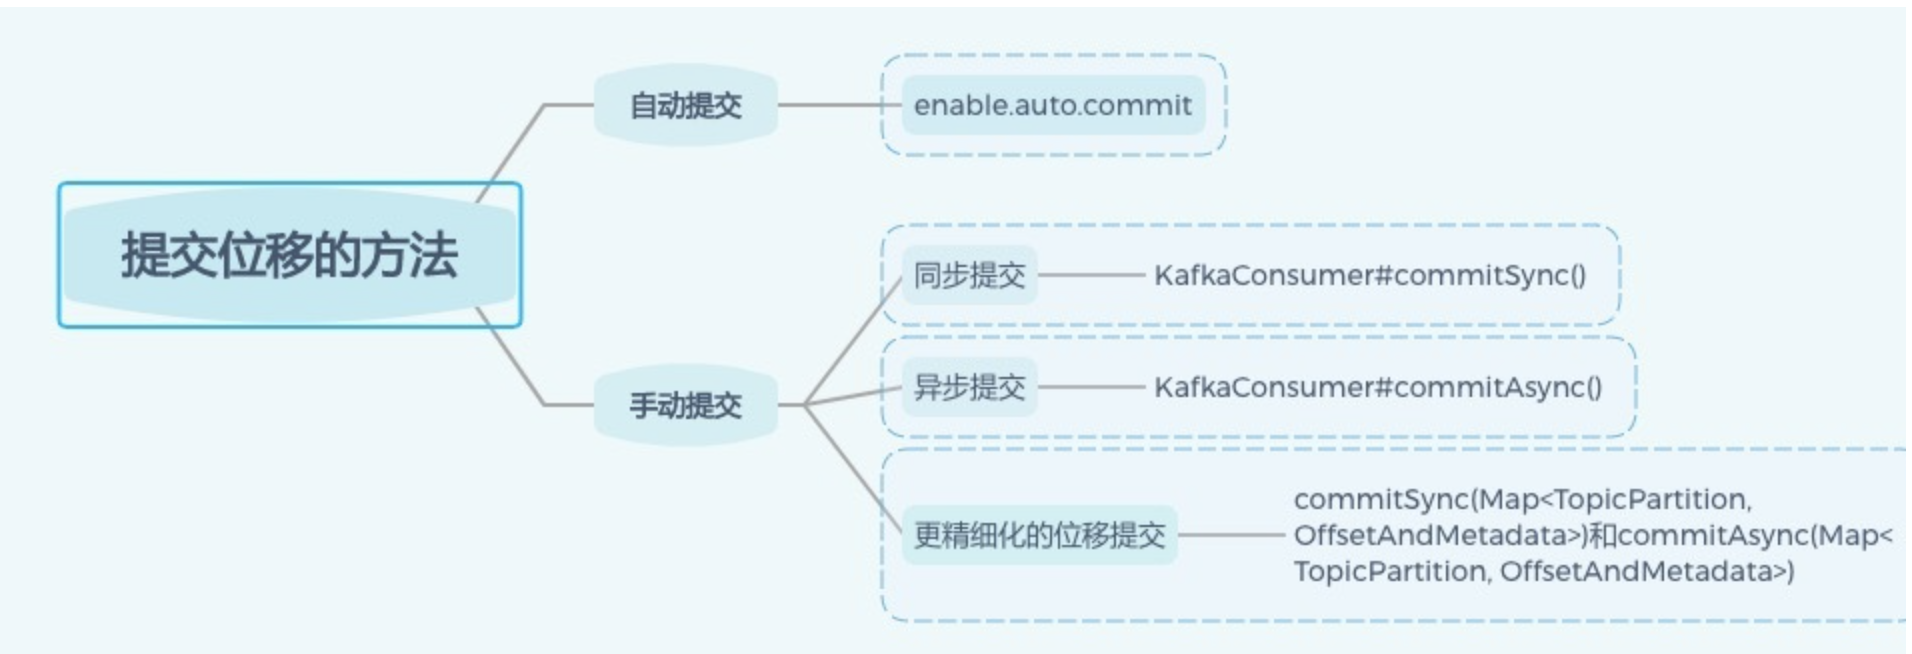 提交位移的方法
自动提交
enable.auto.commit
手动提交
同步提交
KafkaConsumer#commitSync()
异步提交
KafkaConsumer#commitAsync()
更精细化的位移提交
commitSync(Map<TopicPartition,
OffsetAndMetadata>)和commitAsync(Map<
TopicPartition, OffsetAndMetadata>)